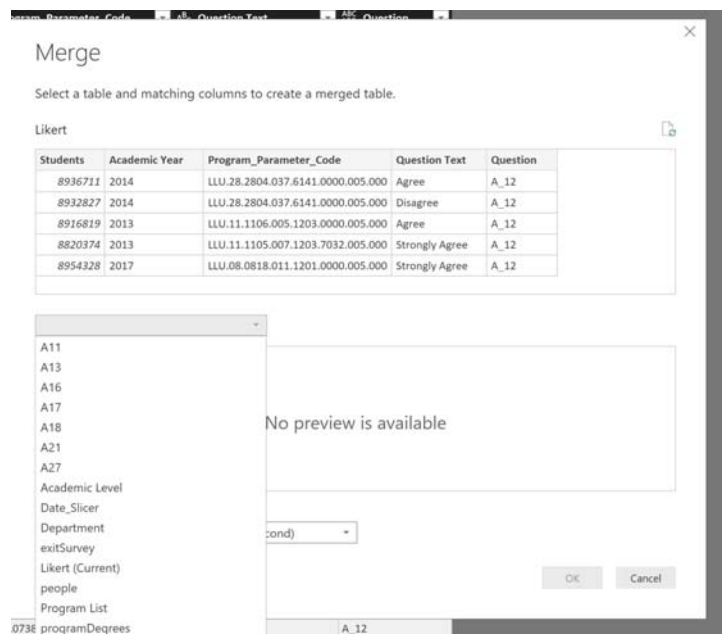 Program_Parameter_Code Question Text Question
Merge
Select a table and matching columns to create a merged table.
Likert
Students Academic Year Program_Parameter_Code Question Text Question
8936711 2014 LLU.28.2804.037.6141.0000.005.000 Agree A_12
8932827 2014 LLU.28.2804.037.6141.0000.005.000 Disagree A_12
8916819 2013 LLU.11.1106.005.1203.0000.005.000 Agree A_12
8820374 2013 LLU.11.1105.007.1203.7032.005.000 Strongly Agree A_12
8954328 2017 LLU.08.0818.011.1201.0000.005.000 Strongly Agree A_12
A11
A13
A16
A17
A18
No preview is available
A21
A27
Academic Level
Date_Slicer
Department
cond)
exitSurvey
Likert (Current)
people
OK Cancel
Program List
programDegrees
0738 A_12